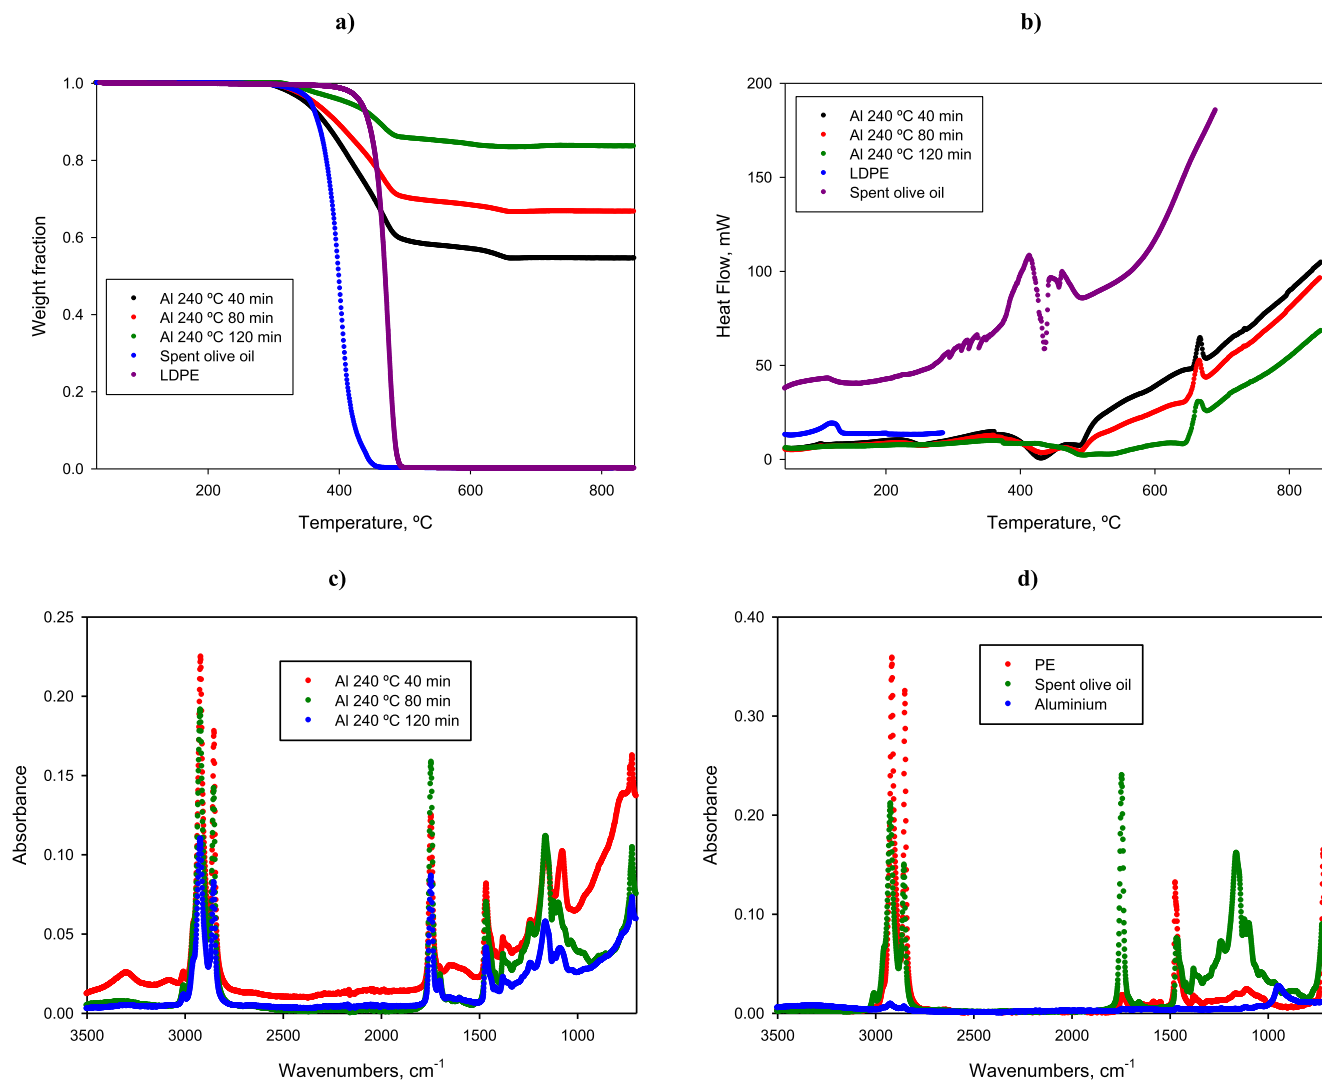 a)
b)
1.0
0.8
0.6
0.4
0.2
0.0
Weight fraction
Al 240 ºC 40 min
Al 240 ºC 80 min
Al 240 ºC 120 min
Spent olive oil
LDPE
200
400
600
800
Temperature, ºC
200
150
100
50
0
Heat Flow, mW
Al 240 ºC 40 min
Al 240 ºC 80 min
Al 240 ºC 120 min
LDPE
Spent olive oil
200
400
600
800
Temperature, ºC
c)
d)
0.25
0.20
0.15
0.10
0.05
0.00
Absorbance
Al 240 ºC 40 min
Al 240 ºC 80 min
Al 240 ºC 120 min
3500
3000
2500
2000
1500
1000
Wavenumbers, cm-1
0.40
0.30
0.20
0.10
0.00
Absorbance
PE
Spent olive oil
Aluminium
3500
3000
2500
2000
1500
1000
Wavenumbers, cm-1